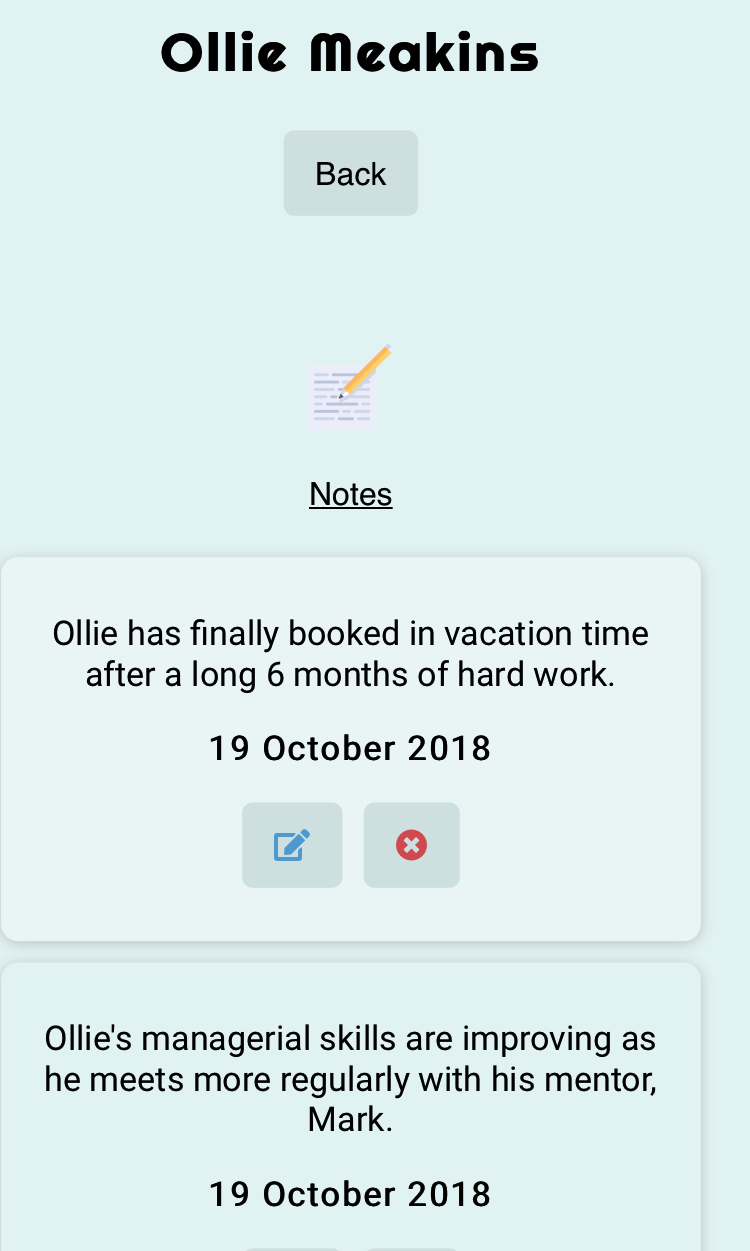 Ollie Meakins
Back
Notes
Ollie has finally booked in vacation time
after a long 6 months of hard work.
19 October 2018
Ollie's managerial skills are improving as
he meets more regularly with his mentor,
Mark.
19 October 2018